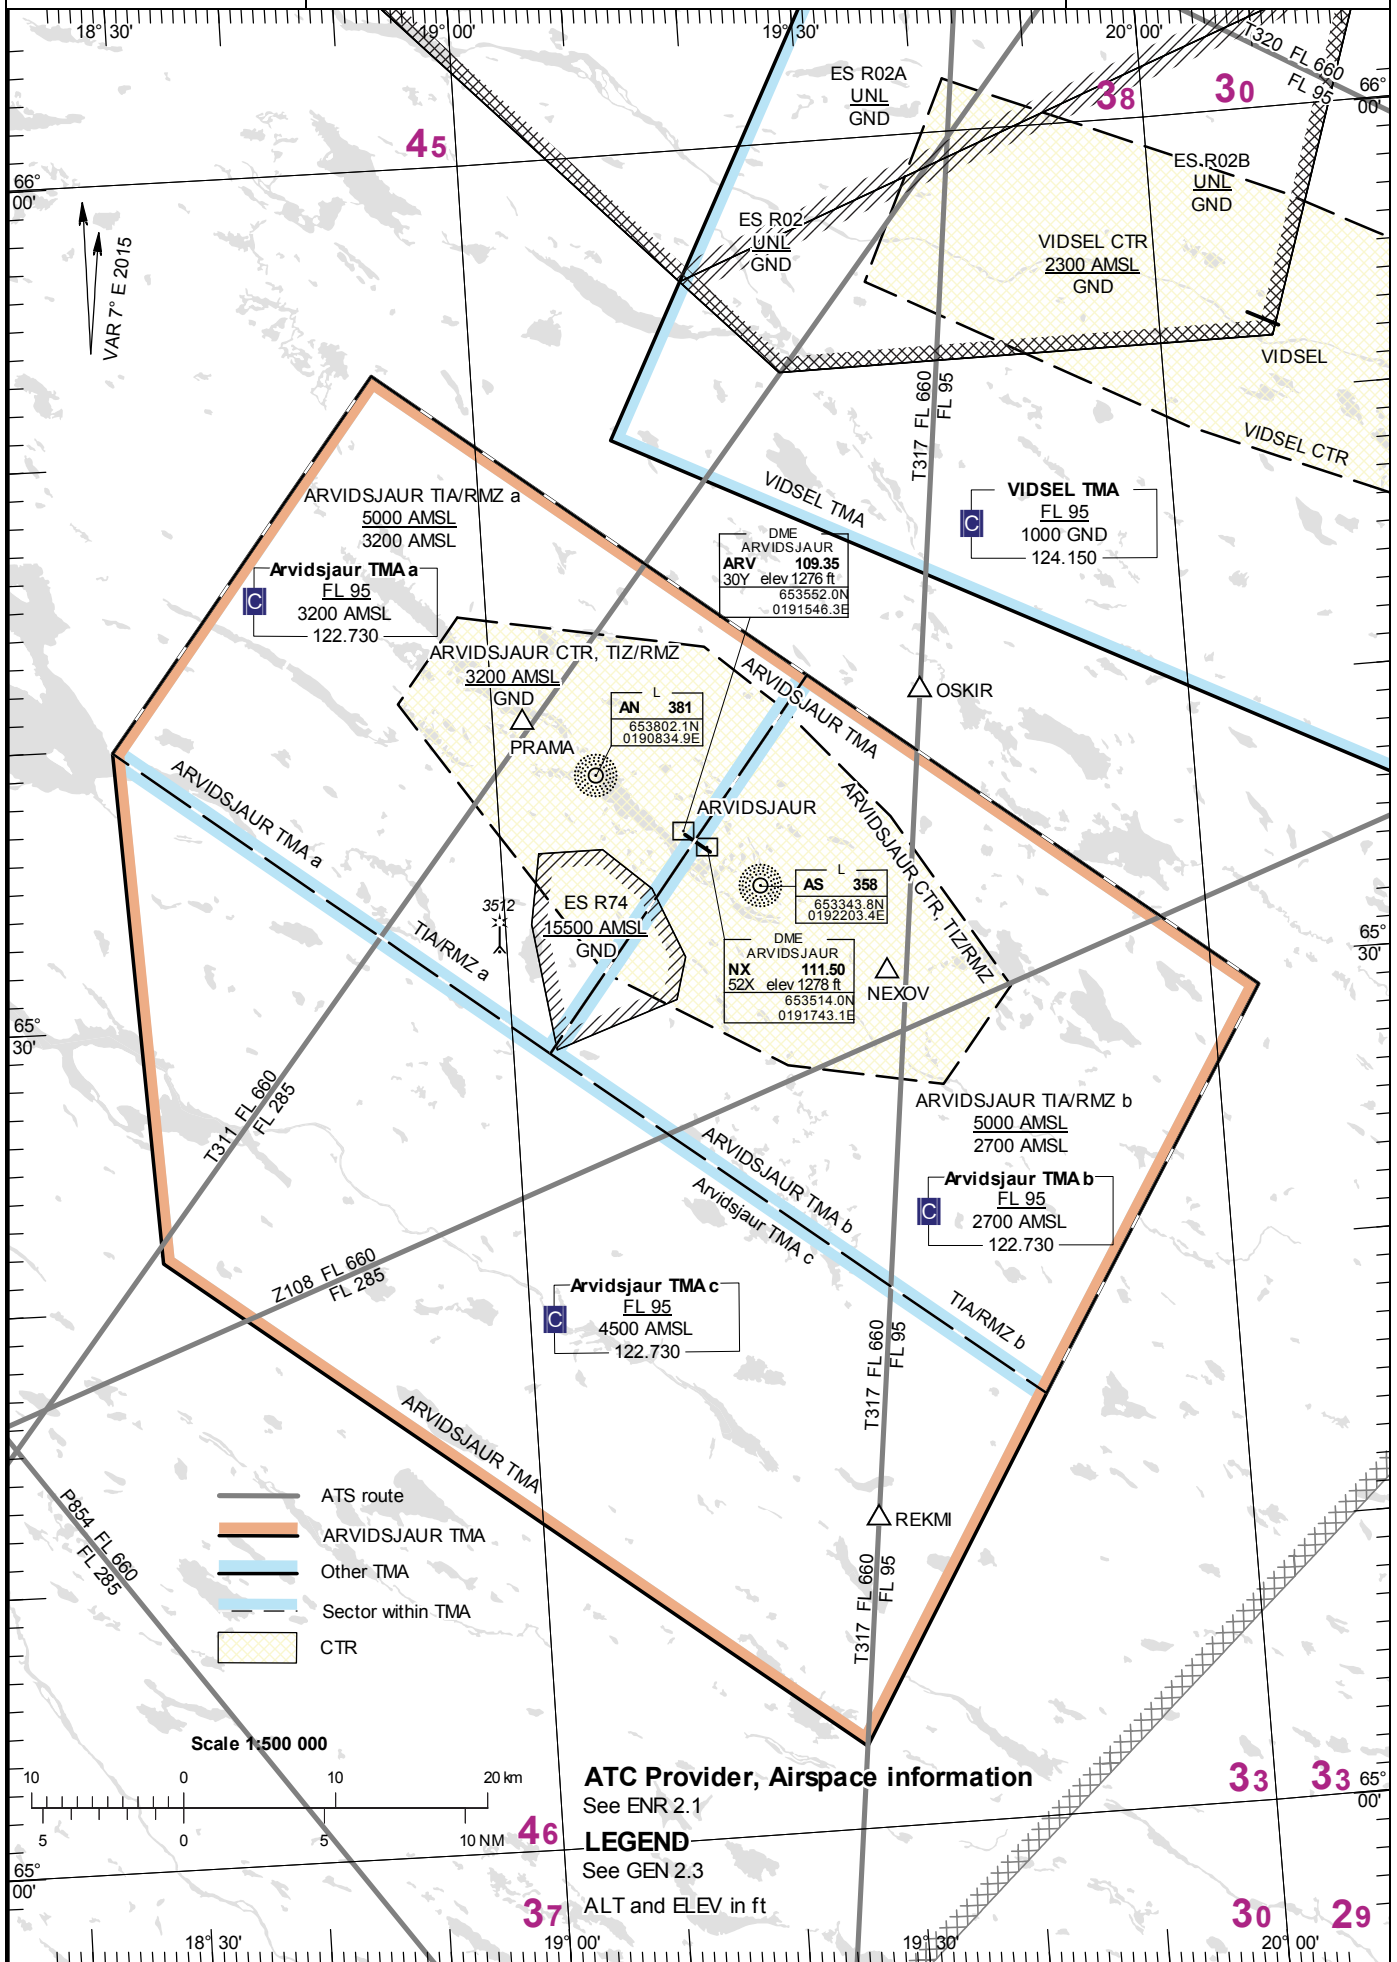 18° 30'
19° 00'
19° 30'
20° 00'
T320 FL 660
FL 95
66°
00'
ES R02A
UNL
GND
38
30
45
ES R02B
UNL
GND
66°
00'
VAR 7° E 2015
ES R02
UNL
GND
VIDSEL CTR
2300 AMSL
GND
VIDSEL
VIDSEL CTR
T317 FL 660
FL 95
VIDSEL TMA
VIDSEL TMA
FL 95
1000 GND
124.150
C
ARVIDSJAUR TIA/RMZ a
5000 AMSL
3200 AMSL
Arvidsjaur TMA a
FL 95
3200 AMSL
122.730
C
DME
ARVIDSJAUR
ARV 109.35
30Y elev 1276 ft
653552.0N
0191546.3E
ARVIDSJAUR CTR, TIZ/RMZ
3200 AMSL
GND
PRAMA
L
AN 381
653802.1N
0190834.9E
ARVIDSJAUR TMA
OSKIR
ARVIDSJAUR TMA a
TIA/RMZ a
ARVIDSJAUR
ARVIDSJAUR CTR, TIZ/RMZ
3512
ES R74
15500 AMSL
GND
L
AS 358
653343.8N
0192203.4E
DME
ARVIDSJAUR
NX 111.50
52X elev 1278 ft
653514.0N
0191743.1E
NEXOV
65°
30'
65°
30'
T311 FL 660
FL 285
ARVIDSJAUR TIA/RMZ b
5000 AMSL
2700 AMSL
Arvidsjaur TMA b
FL 95
2700 AMSL
122.730
C
ARVIDSJAUR TMA b
Arvidsjaur TMA c
TIA/RMZ b
Z108 FL 660
FL 285
Arvidsjaur TMA c
FL 95
4500 AMSL
122.730
C
T317 FL 660
FL 95
ARVIDSJAUR TMA
REKMI
T317 FL 660
FL 95
P854 FL 660
FL 285
ATS route
ARVIDSJAUR TMA
Other TMA
Sector within TMA
CTR
Scale 1:500 000
10 0 10 20 km
5 0 5 10 NM
ATC Provider, Airspace information
See ENR 2.1
LEGEND
See GEN 2.3
ALT and ELEV in ft
46
37
33
33
65°
00'
65°
00'
30
29
18° 30'
19° 00'
19° 30'
20° 00'